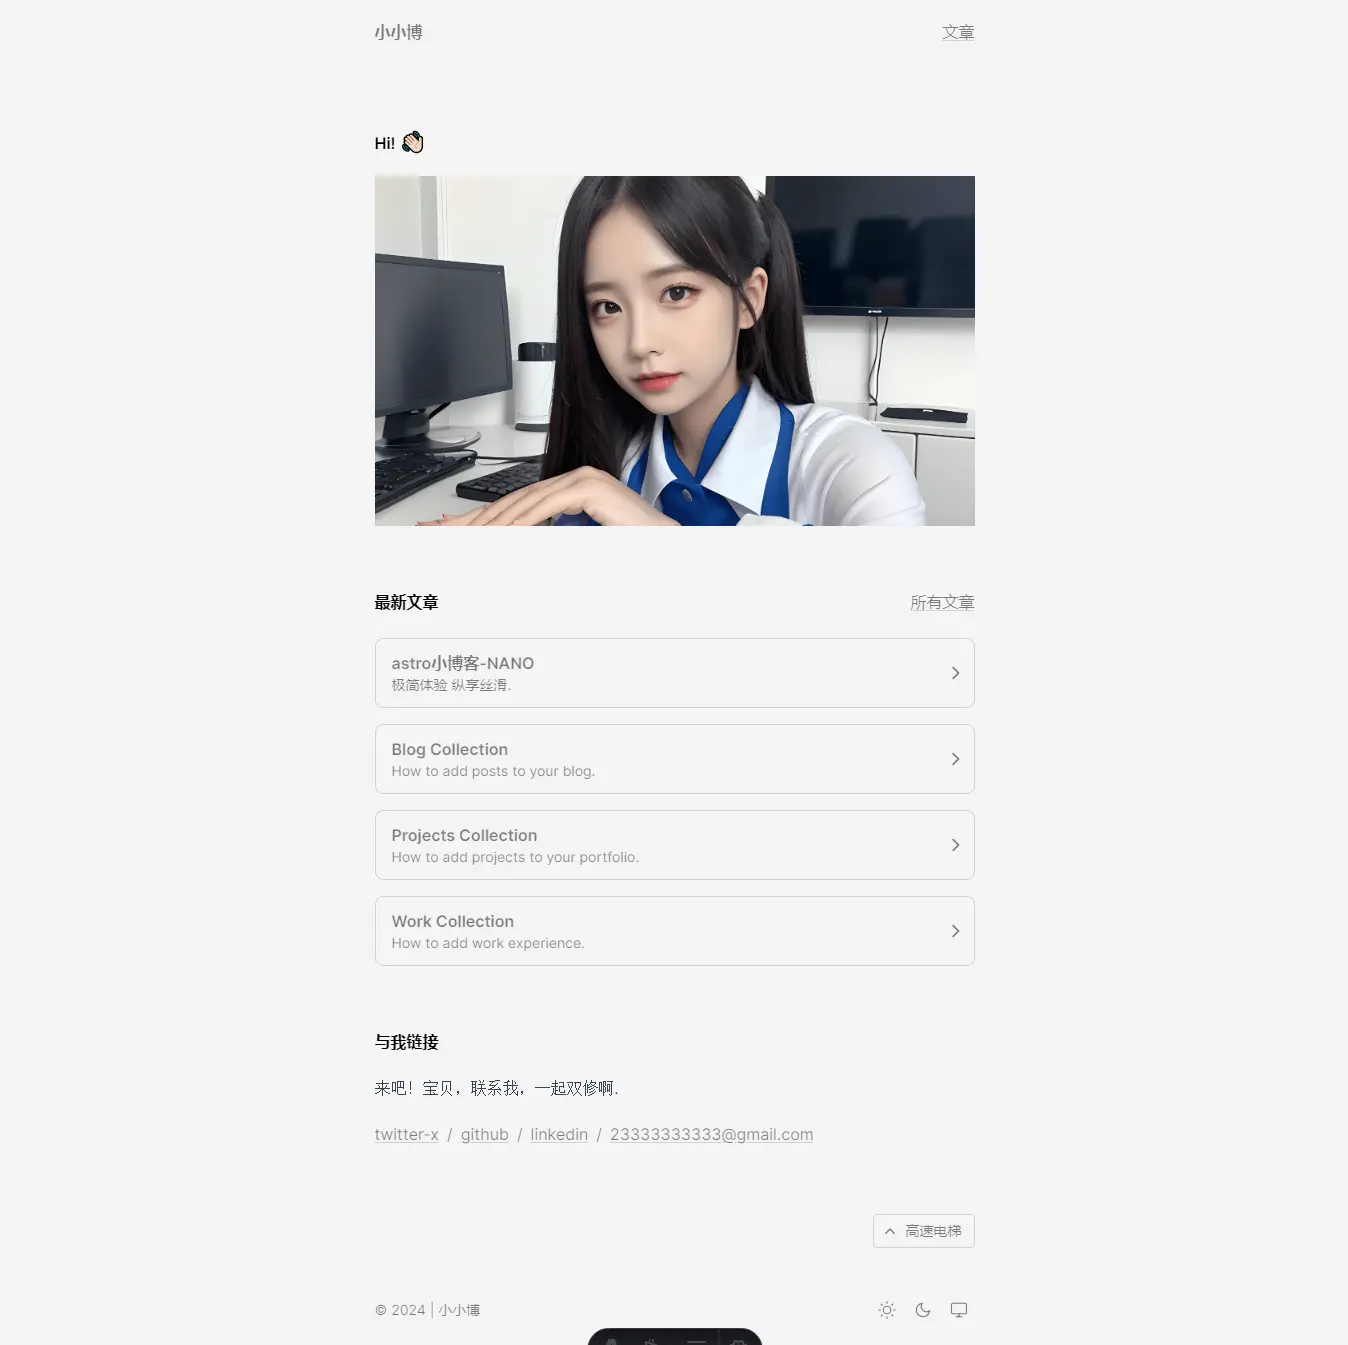 小小博
文章
Hi!
最新文章
所有文章
astro小博客-NANO
极简体验 纵享丝滑.
Blog Collection
How to add posts to your blog.
Projects Collection
How to add projects to your portfolio.
Work Collection
How to add work experience.
与我链接
来吧！宝贝，联系我，一起双修啊.
twitter-x / github / linkedin / 23333333333@gmail.com
高速电梯
© 2024 | 小小博